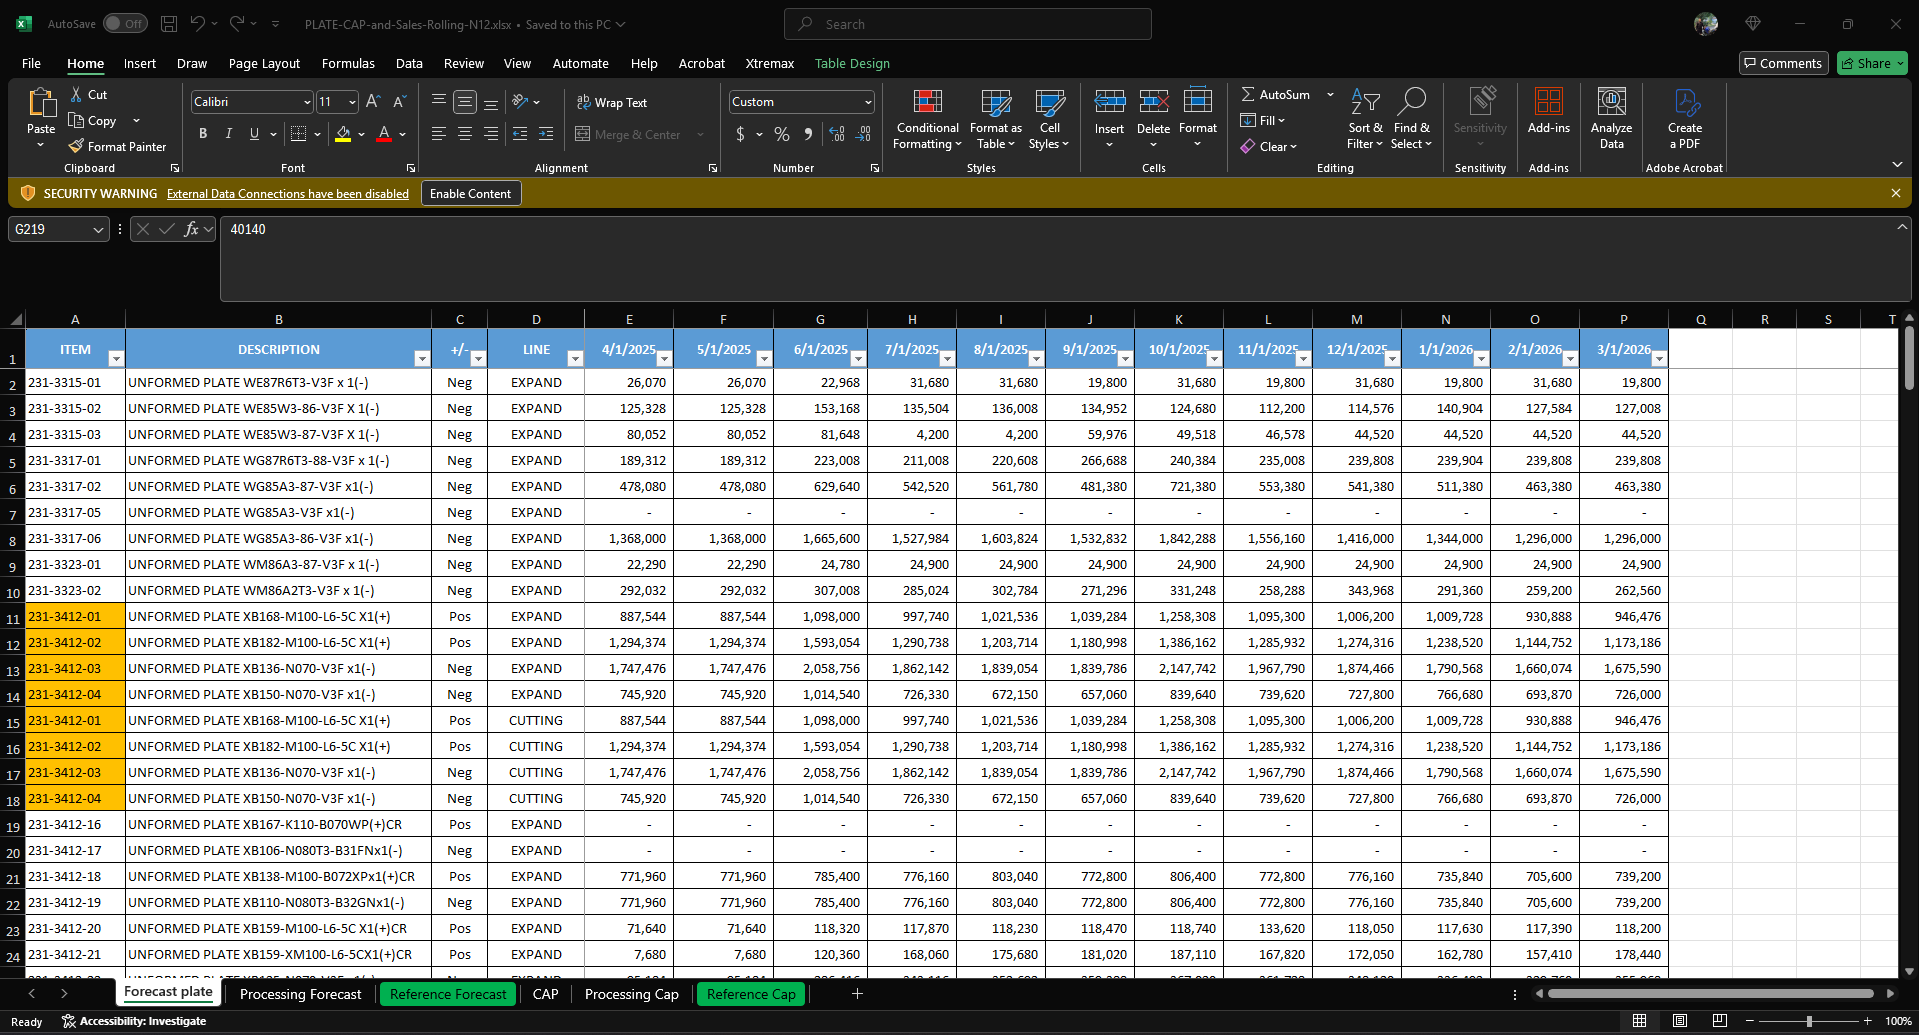 AutoSave Off PLATE-CAP-and-Sales-Rolling-N12.xlsx • Saved to this PC Search
File Home Insert Draw Page Layout Formulas Data Review View Automate Help Acrobat Xtremax Table Design Comments Share
Paste Cut Copy Format Painter Clipboard
Calibri 11 B I U A Font
Wrap Text Merge & Center Alignment
Custom $ % Number
Conditional Formatting Format as Table Cell Styles Styles
Insert Delete Format Cells
AutoSum Fill Clear Sort & Filter Find & Select Editing
Sensitivity Sensitivity
Add-ins Add-ins
Analyze Data
Create a PDF Adobe Acrobat
SECURITY WARNING External Data Connections have been disabled Enable Content
G219 fx 40140
A B C D E F G H I J K L M N O P Q R S T
1 ITEM DESCRIPTION +/- LINE 4/1/2025 5/1/2025 6/1/2025 7/1/2025 8/1/2025 9/1/2025 10/1/2025 11/1/2025 12/1/2025 1/1/2026 2/1/2026 3/1/2026
2 231-3315-01 UNFORMED PLATE WE87R6T3-V3F x 1(-) Neg EXPAND 26,070 26,070 22,968 31,680 31,680 19,800 31,680 19,800 31,680 19,800 31,680 19,800
3 231-3315-02 UNFORMED PLATE WE85W3-86-V3F X 1(-) Neg EXPAND 125,328 125,328 153,168 135,504 136,008 134,952 124,680 112,200 114,576 140,904 127,584 127,008
4 231-3315-03 UNFORMED PLATE WE85W3-87-V3F X 1(-) Neg EXPAND 80,052 80,052 81,648 4,200 4,200 59,976 49,518 46,578 44,520 44,520 44,520 44,520
5 231-3317-01 UNFORMED PLATE WG87R6T3-88-V3F x 1(-) Neg EXPAND 189,312 189,312 223,008 211,008 220,608 266,688 240,384 235,008 239,808 239,904 239,808 239,808
6 231-3317-02 UNFORMED PLATE WG85A3-87-V3F x1(-) Neg EXPAND 478,080 478,080 629,640 542,520 561,780 481,380 721,380 553,380 541,380 511,380 463,380 463,380
7 231-3317-05 UNFORMED PLATE WG85A3-V3F x1(-) Neg EXPAND - - - - - - - - - - - -
8 231-3317-06 UNFORMED PLATE WG85A3-86-V3F x1(-) Neg EXPAND 1,368,000 1,368,000 1,665,600 1,527,984 1,603,824 1,532,832 1,842,288 1,556,160 1,416,000 1,344,000 1,296,000 1,296,000
9 231-3323-01 UNFORMED PLATE WM86A3-87-V3F x 1(-) Neg EXPAND 22,290 22,290 24,780 24,900 24,900 24,900 24,900 24,900 24,900 24,900 24,900 24,900
10 231-3323-02 UNFORMED PLATE WM86A2T3-V3F x 1(-) Neg EXPAND 292,032 292,032 307,008 285,024 302,784 271,296 331,248 258,288 343,968 291,360 259,200 262,560
11 231-3412-01 UNFORMED PLATE XB168-M100-L6-5C X1(+) Pos EXPAND 887,544 887,544 1,098,000 997,740 1,021,536 1,039,284 1,258,308 1,095,300 1,006,200 1,009,728 930,888 946,476
12 231-3412-02 UNFORMED PLATE XB182-M100-L6-5C X1(+) Pos EXPAND 1,294,374 1,294,374 1,593,054 1,290,738 1,203,714 1,180,998 1,386,162 1,285,932 1,274,316 1,238,520 1,144,752 1,173,186
13 231-3412-03 UNFORMED PLATE XB136-N070-V3F x1(-) Neg EXPAND 1,747,476 1,747,476 2,058,756 1,862,142 1,839,054 1,839,786 2,147,742 1,967,790 1,874,466 1,790,568 1,660,074 1,675,590
14 231-3412-04 UNFORMED PLATE XB150-N070-V3F x1(-) Neg EXPAND 745,920 745,920 1,014,540 726,330 672,150 657,060 839,640 739,620 727,800 766,680 693,870 726,000
15 231-3412-01 UNFORMED PLATE XB168-M100-L6-5C X1(+) Pos CUTTING 887,544 887,544 1,098,000 997,740 1,021,536 1,039,284 1,258,308 1,095,300 1,006,200 1,009,728 930,888 946,476
16 231-3412-02 UNFORMED PLATE XB182-M100-L6-5C X1(+) Pos CUTTING 1,294,374 1,294,374 1,593,054 1,290,738 1,203,714 1,180,998 1,386,162 1,285,932 1,274,316 1,238,520 1,144,752 1,173,186
17 231-3412-03 UNFORMED PLATE XB136-N070-V3F x1(-) Neg CUTTING 1,747,476 1,747,476 2,058,756 1,862,142 1,839,054 1,839,786 2,147,742 1,967,790 1,874,466 1,790,568 1,660,074 1,675,590
18 231-3412-04 UNFORMED PLATE XB150-N070-V3F x1(-) Neg CUTTING 745,920 745,920 1,014,540 726,330 672,150 657,060 839,640 739,620 727,800 766,680 693,870 726,000
19 231-3412-16 UNFORMED PLATE XB167-K110-B070WP(+)CR Pos EXPAND - - - - - - - - - - - -
20 231-3412-17 UNFORMED PLATE XB106-N080T3-B31FNx1(-) Neg EXPAND - - - - - - - - - - - -
21 231-3412-18 UNFORMED PLATE XB138-M100-B072XPx1(+)CR Pos EXPAND 771,960 771,960 785,400 776,160 803,040 772,800 806,400 772,800 776,160 735,840 705,600 739,200
22 231-3412-19 UNFORMED PLATE XB110-N080T3-B32GNx1(-) Neg EXPAND 771,960 771,960 785,400 776,160 803,040 772,800 806,400 772,800 776,160 735,840 705,600 739,200
23 231-3412-20 UNFORMED PLATE XB159-M100-L6-5C X1(+)CR Pos EXPAND 71,640 71,640 118,320 117,870 118,230 118,470 118,740 133,620 118,050 117,630 117,390 118,200
24 231-3412-21 UNFORMED PLATE XB159-XM100-L6-5CX1(+)CR Pos EXPAND 7,680 7,680 120,360 168,060 175,680 181,020 187,110 167,820 172,050 162,780 157,410 178,440
Forecast plate Processing Forecast Reference Forecast CAP Processing Cap Reference Cap
Ready Accessibility: Investigate 100%